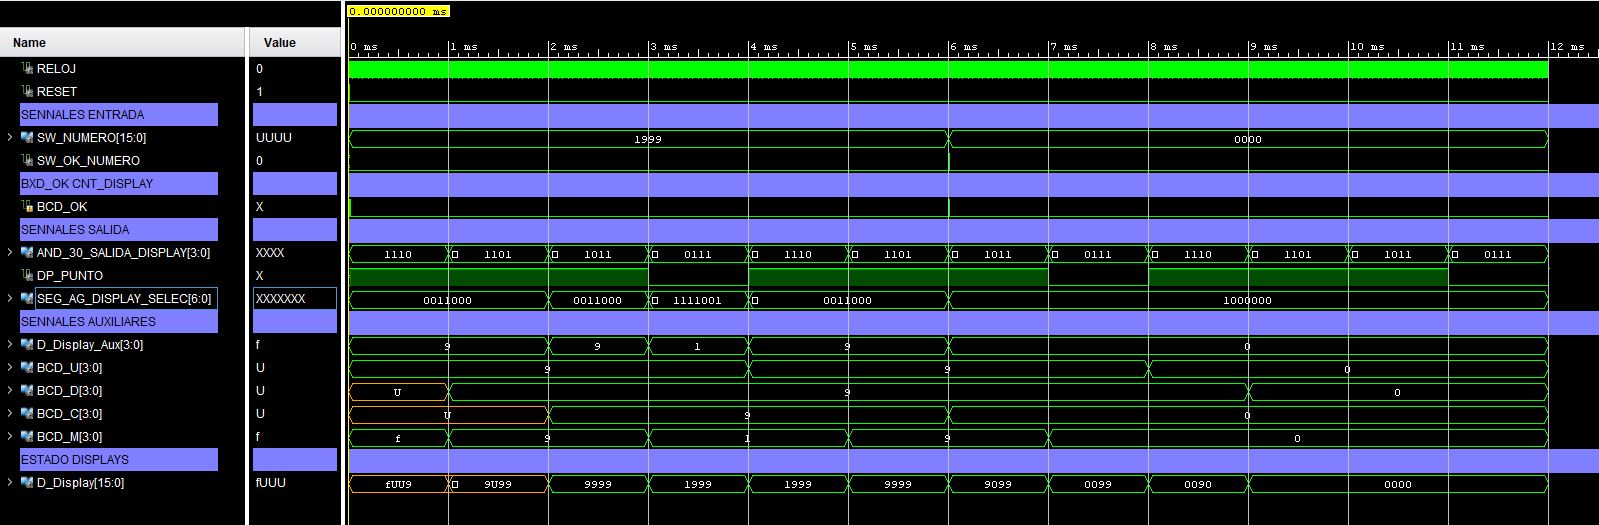 0.000000000 ms
Name Value
0 ms 1 ms 2 ms 3 ms 4 ms 5 ms 6 ms 7 ms 8 ms 9 ms 10 ms 11 ms 12 ms
RELOJ 0
RESET 1
SENNALES ENTRADA
SW_NUMERO[15:0] UUUU 1999 0000
SW_OK_NUMERO 0
BXD_OK CNT_DISPLAY
BCD_OK X
SENNALES SALIDA
AND_30_SALIDA_DISPLAY[3:0] XXXX 1110 1101 1011 0111 1110 1101 1011 0111 1110 1101 1011 0111
DP_PUNTO X
SEG_AG_DISPLAY_SELEC[6:0] XXXXXXX 0011000 0011000 1111001 0011000 1000000
SENNALES AUXILIARES
D_Display_Aux[3:0] f 9 9 1 9 0
BCD_U[3:0] U 9 9 0
BCD_D[3:0] U U 9 0
BCD_C[3:0] U U 9 0
BCD_M[3:0] f f 9 1 9 0
ESTADO DISPLAYS
D_Display[15:0] fUUU fUU9 9U99 9999 1999 1999 9999 9099 0099 0090 0000